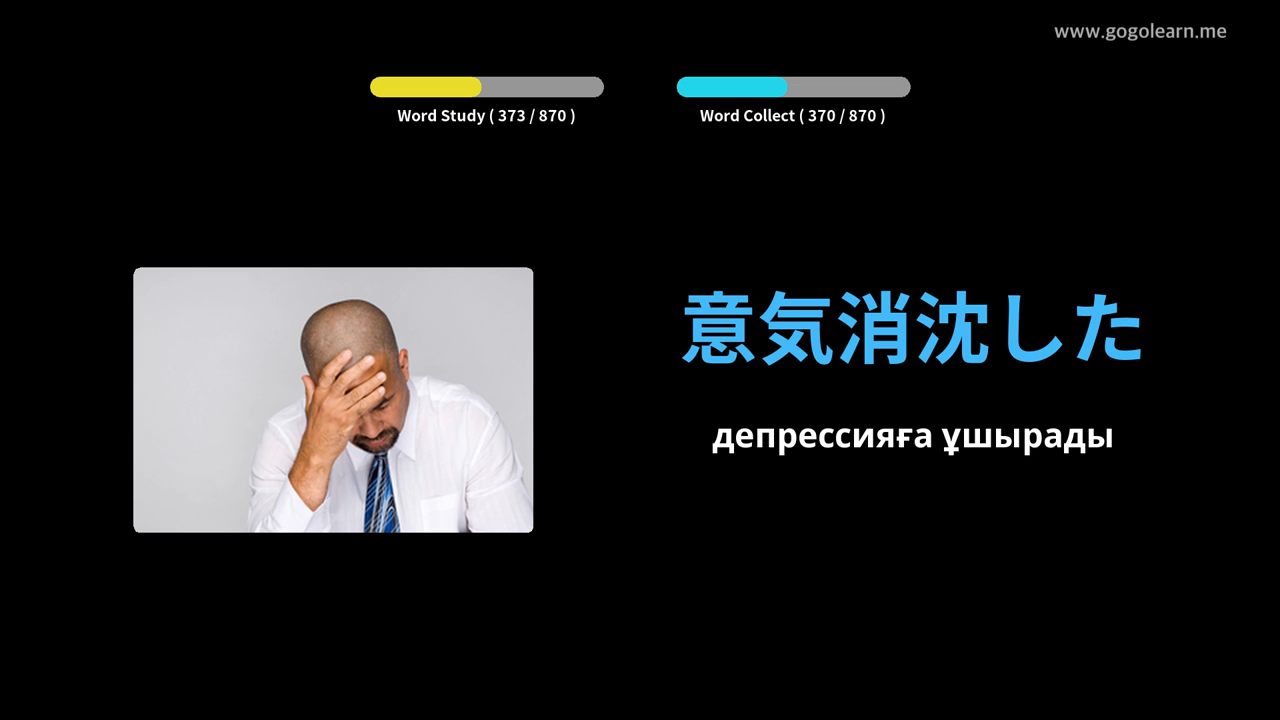 www.gogolearn.me
Word Study ( 373 / 870 )
Word Collect ( 370 / 870 )
意気消沈した
депрессияға ұшырады